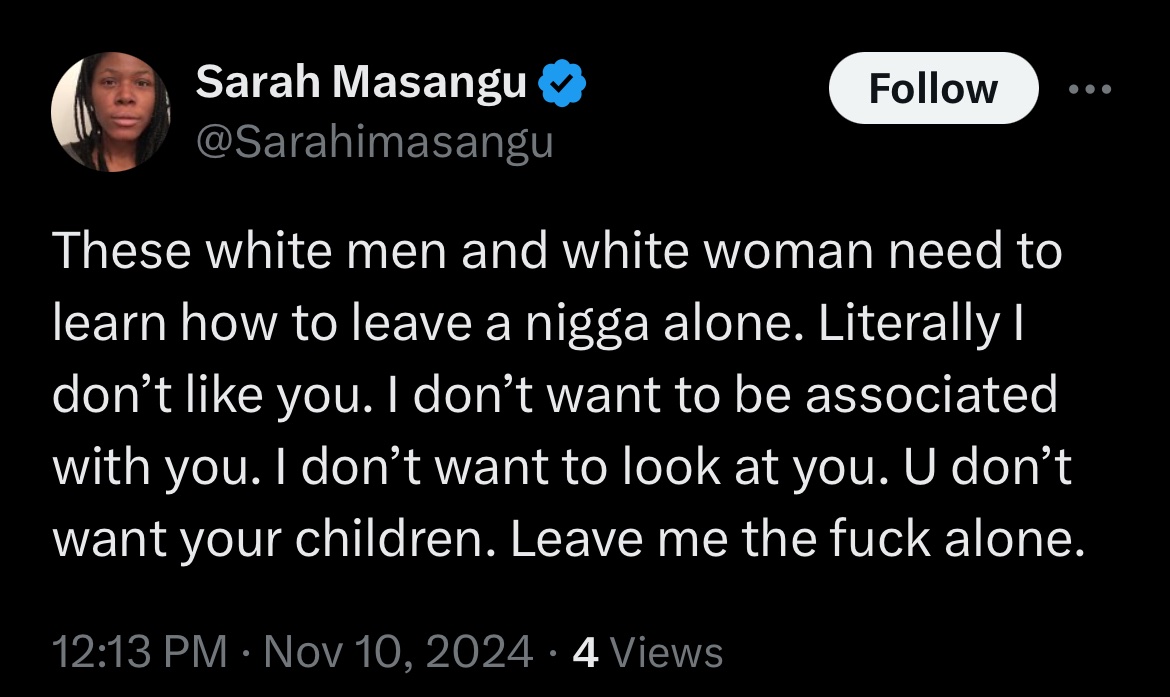 Sarah Masangu
Follow
@Sarahimasangu
These white men and white woman need to
learn how to leave a nigga alone. Literally I
don’t like you. I don’t want to be associated
with you. I don’t want to look at you. U don’t
want your children. Leave me the fuck alone.
12:13 PM · Nov 10, 2024 · 4 Views